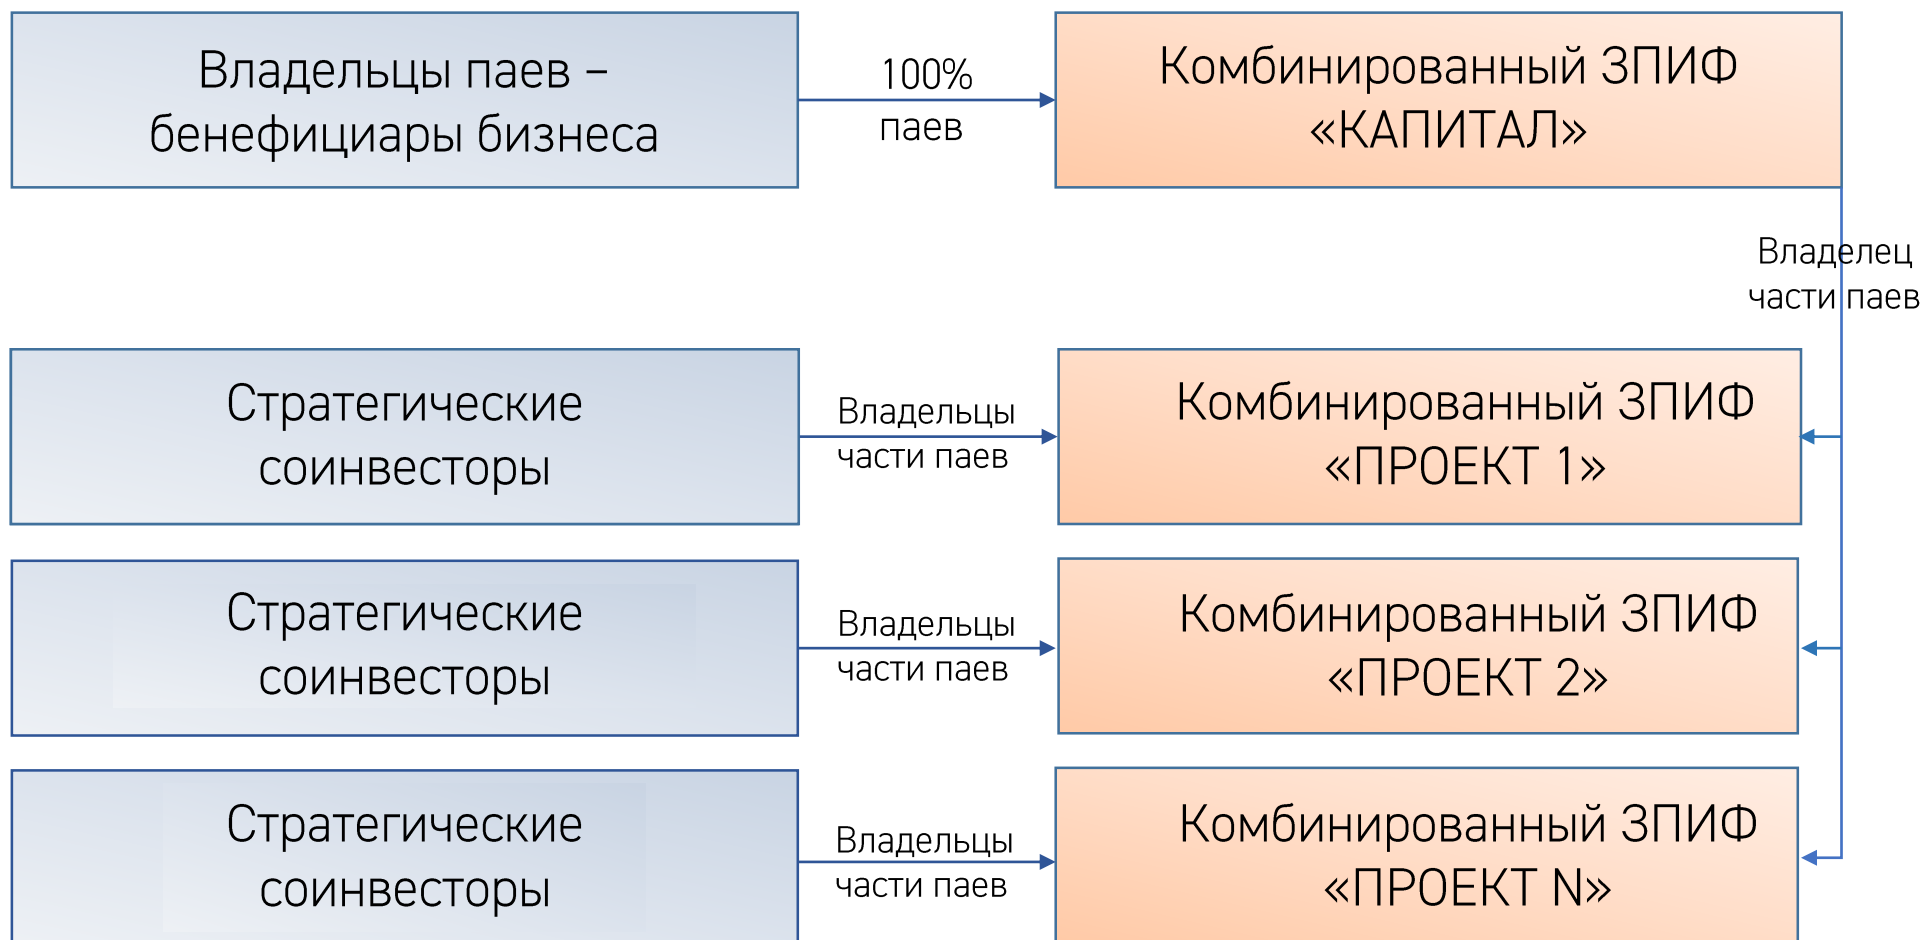 Владельцы паев –
бенефициары бизнеса
100%
паев
Комбинированный ЗПИФ
«КАПИТАЛ»
Владелец
части паев
Стратегические
соинвесторы
Владельцы
части паев
Комбинированный ЗПИФ
«ПРОЕКТ 1»
Стратегические
соинвесторы
Владельцы
части паев
Комбинированный ЗПИФ
«ПРОЕКТ 2»
Стратегические
соинвесторы
Владельцы
части паев
Комбинированный ЗПИФ
«ПРОЕКТ N»